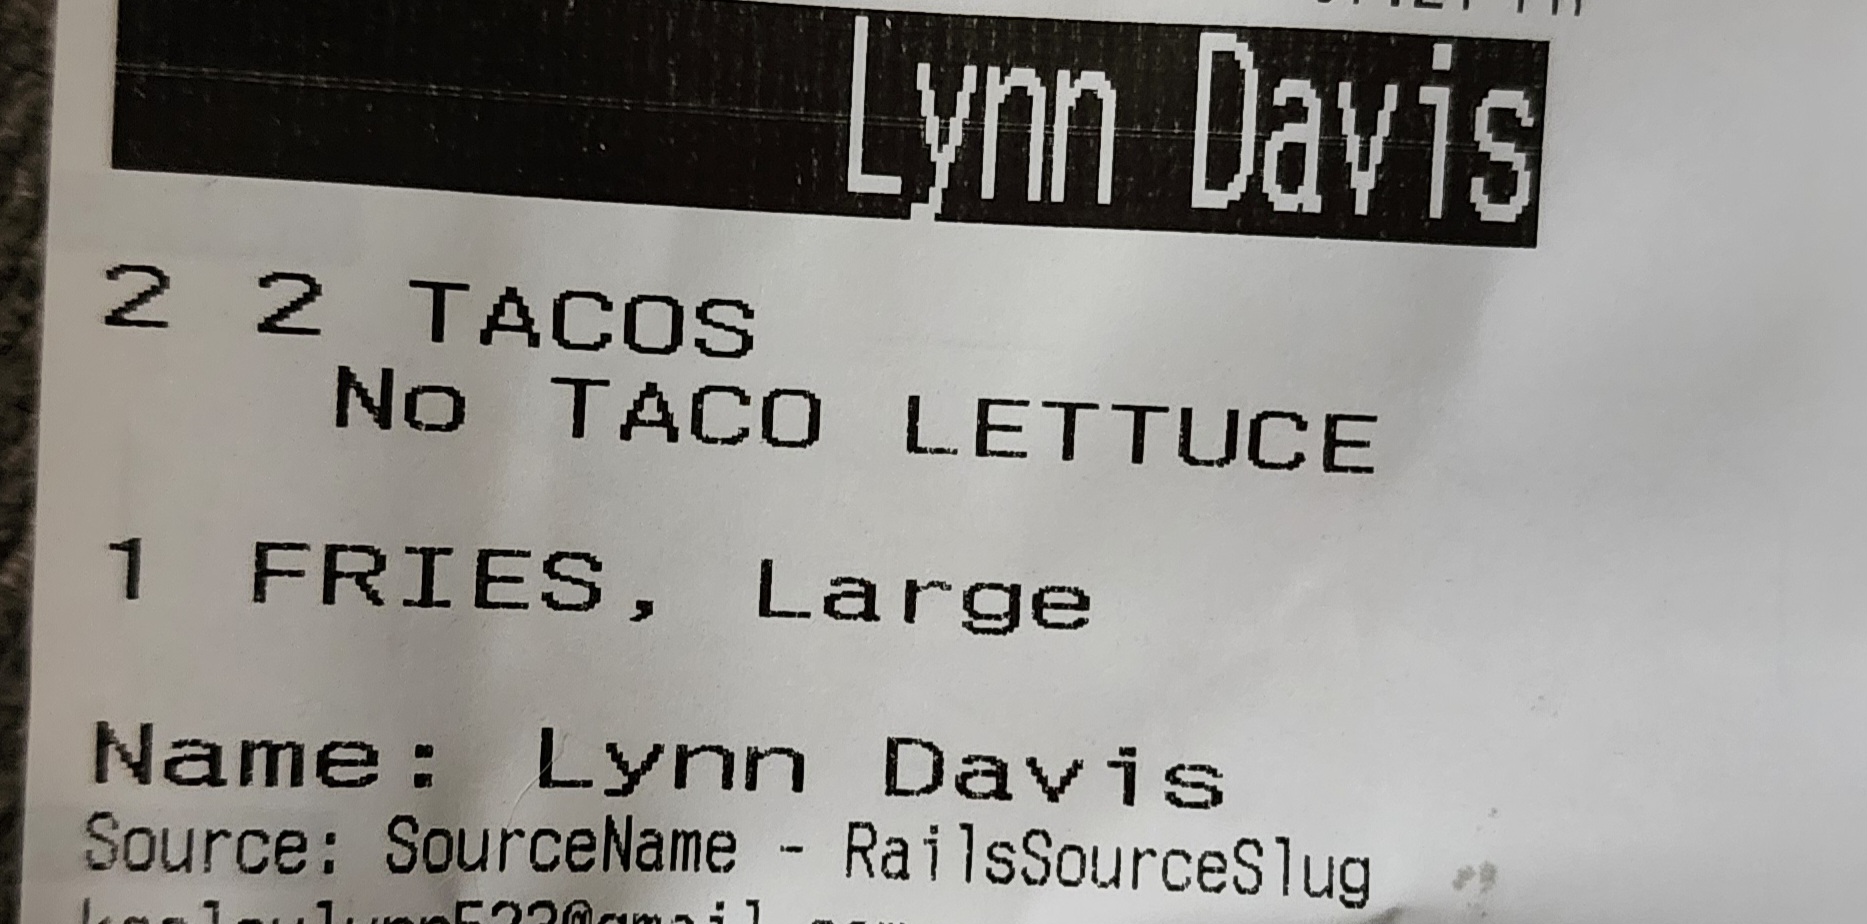 Lynn Davis
2 2 TACOS
No TACO LETTUCE
1 FRIES, Large
Name: Lynn Davis
Source: SourceName - RailsSourceSlug